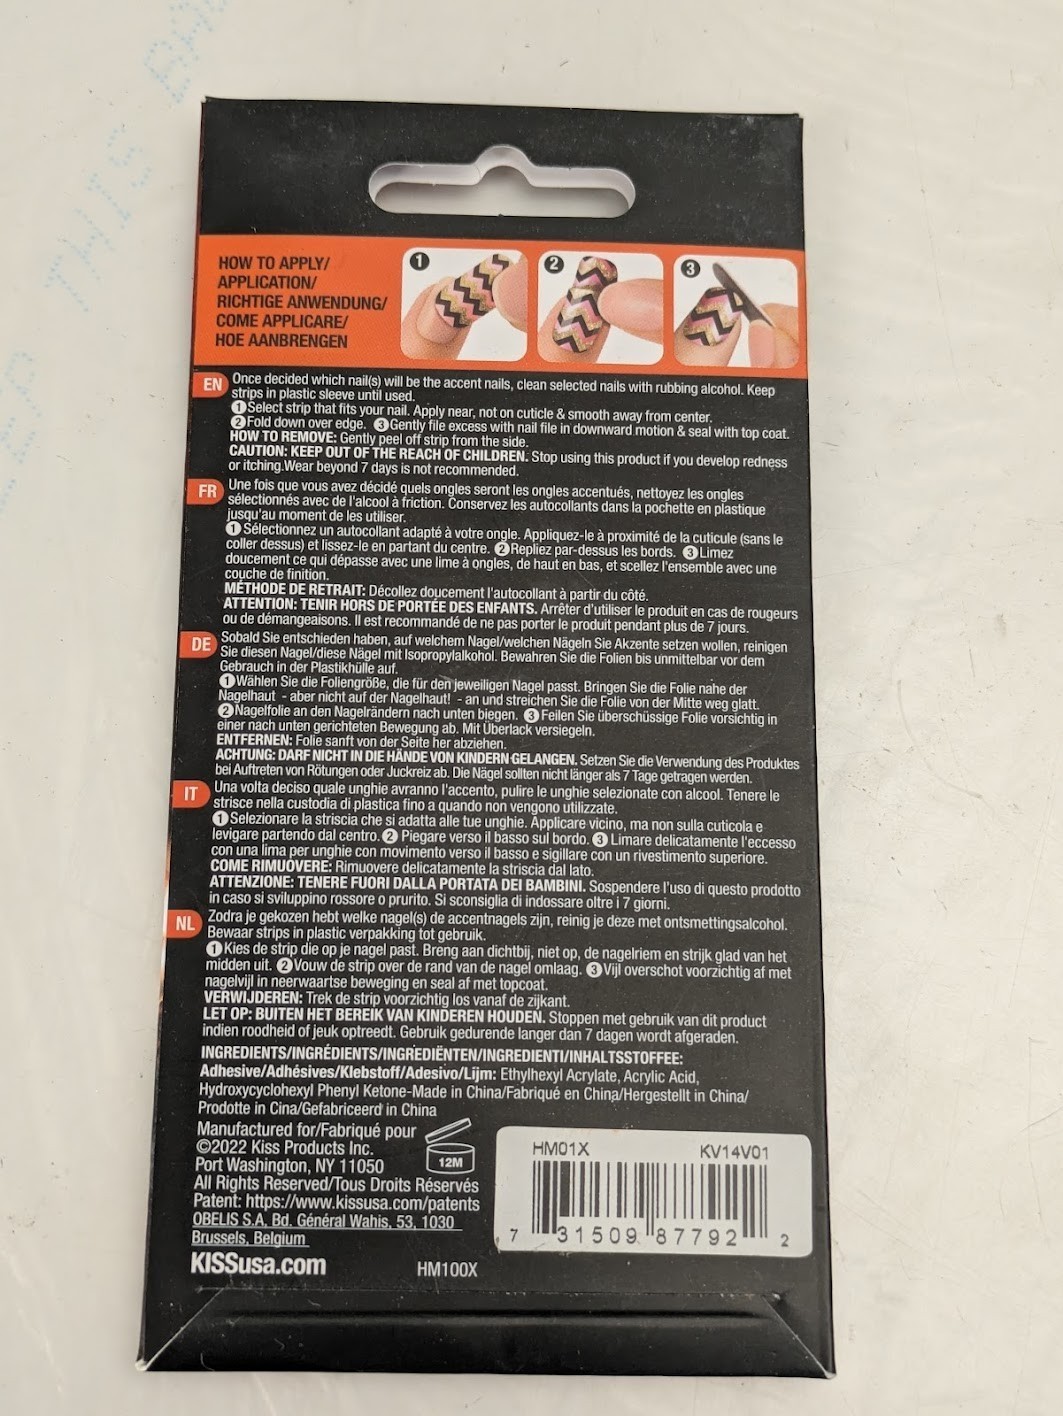 HOW TO APPLY/
APPLICATION/
RICHTIGE ANWENDUNG/
COME APPLICARE/
HOE AANBRENGEN
1
2
3
EN
Once decided which nail(s) will be the accent nails, clean selected nails with rubbing alcohol. Keep
strips in plastic sleeve until used.
1 Select strip that fits your nail. Apply near, not on cuticle & smooth away from center.
2 Fold down over edge. 3 Gently file excess with nail file in downward motion & seal with top coat.
HOW TO REMOVE: Gently peel off strip from the side.
CAUTION: KEEP OUT OF THE REACH OF CHILDREN. Stop using this product if you develop redness
or itching.Wear beyond 7 days is not recommended.
FR
Une fois que vous avez décidé quels ongles seront les ongles accentués, nettoyez les ongles
sélectionnés avec de l'alcool à friction. Conservez les autocollants dans la pochette en plastique
jusqu'au moment de les utiliser.
1 Sélectionnez un autocollant adapté à votre ongle. Appliquez-le à proximité de la cuticule (sans le
coller dessus) et lissez-le en partant du centre. 2 Repliez par-dessus les bords. 3 Limez
doucement ce qui dépasse avec une lime à ongles, de haut en bas, et scellez l'ensemble avec une
couche de finition.
MÉTHODE DE RETRAIT: Décollez doucement l'autocollant à partir du côté.
ATTENTION: TENIR HORS DE PORTÉE DES ENFANTS. Arrêter d'utiliser le produit en cas de rougeurs
ou de démangeaisons. Il est recommandé de ne pas porter le produit pendant plus de 7 jours.
DE
Sobald Sie entschieden haben, auf welchem Nagel/welchen Nägeln Sie Akzente setzen wollen, reinigen
Sie diesen Nagel/diese Nägel mit Isopropylalkohol. Bewahren Sie die Folien bis unmittelbar vor dem
Gebrauch in der Plastikhülle auf.
1 Wählen Sie die Foliengröße, die für den jeweiligen Nagel passt. Bringen Sie die Folie nahe der
Nagelhaut - aber nicht auf der Nagelhaut! - an und streichen Sie die Folie von der Mitte weg glatt.
2 Nagelfolie an den Nagelrändern nach unten biegen. 3 Feilen Sie überschüssige Folie vorsichtig in
einer nach unten gerichteten Bewegung ab. Mit Überlack versiegeln.
ENTFERNEN: Folie sanft von der Seite her abziehen.
ACHTUNG: DARF NICHT IN DIE HÄNDE VON KINDERN GELANGEN. Setzen Sie die Verwendung des Produktes
bei Auftreten von Rötungen oder Juckreiz ab. Die Nägel sollten nicht länger als 7 Tage getragen werden.
IT
Una volta deciso quale unghie avranno l'accento, pulire le unghie selezionate con alcool. Tenere le
strisce nella custodia di plastica fino a quando non vengono utilizzate.
1 Selezionare la striscia che si adatta alle tue unghie. Applicare vicino, ma non sulla cuticola e
levigare partendo dal centro. 2 Piegare verso il basso sul bordo. 3 Limare delicatamente l'eccesso
con una lima per unghie con movimento verso il basso e sigillare con un rivestimento superiore.
COME RIMUOVERE: Rimuovere delicatamente la striscia dal lato.
ATTENZIONE: TENERE FUORI DALLA PORTATA DEI BAMBINI. Sospendere l'uso di questo prodotto
in caso si sviluppino rossore o prurito. Si sconsiglia di indossare oltre i 7 giorni.
NL
Zodra je gekozen hebt welke nagel(s) de accentnagels zijn, reinig je deze met ontsmettingsalcohol.
Bewaar strips in plastic verpakking tot gebruik.
1 Kies de strip die op je nagel past. Breng aan dichtbij, niet op, de nagelriem en strijk glad van het
midden uit. 2 Vouw de strip over de rand van de nagel omlaag. 3 Vijl overschot voorzichtig af met
nagelvijl in neerwaartse beweging en seal af met topcoat.
VERWIJDEREN: Trek de strip voorzichtig los vanaf de zijkant.
LET OP: BUITEN HET BEREIK VAN KINDEREN HOUDEN. Stoppen met gebruik van dit product
indien roodheid of jeuk optreedt. Gebruik gedurende langer dan 7 dagen wordt afgeraden.
INGREDIENTS/INGRÉDIENTS/INGREDIËNTEN/INGREDIENTI/INHALTSSTOFFEE:
Adhesive/Adhésives/Klebstoff/Adesivo/Lijm: Ethylhexyl Acrylate, Acrylic Acid,
Hydroxycyclohexyl Phenyl Ketone-Made in China/Fabriqué en China/Hergestellt in China/
Prodotte in Cina/Gefabriceerd in China
Manufactured for/Fabriqué pour
©2022 Kiss Products Inc.
Port Washington, NY 11050
All Rights Reserved/Tous Droits Réservés
Patent: https://www.kissusa.com/patents
OBELIS S.A, Bd. Général Wahis, 53, 1030
Brussels, Belgium
KISSusa.com
HM100X
12M
HM01X KV14V01
7 31509 87792 2
THIS